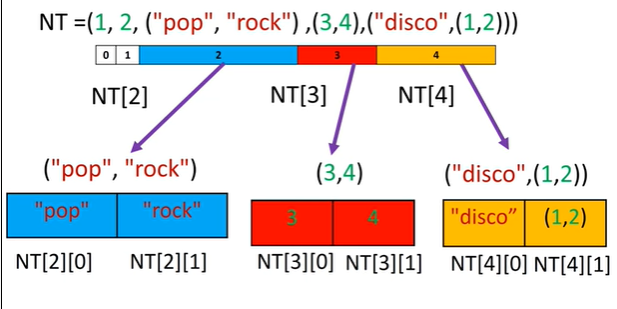 NT =(1, 2, ("pop", "rock") ,(3,4),("disco",(1,2)))
0 1 2 3 4
NT[2] NT[3] NT[4]
("pop", "rock") (3,4) ("disco",(1,2))
"pop" "rock" 3 4 "disco” (1,2)
NT[2][0] NT[2][1] NT[3][0] NT[3][1] NT[4][0] NT[4][1]